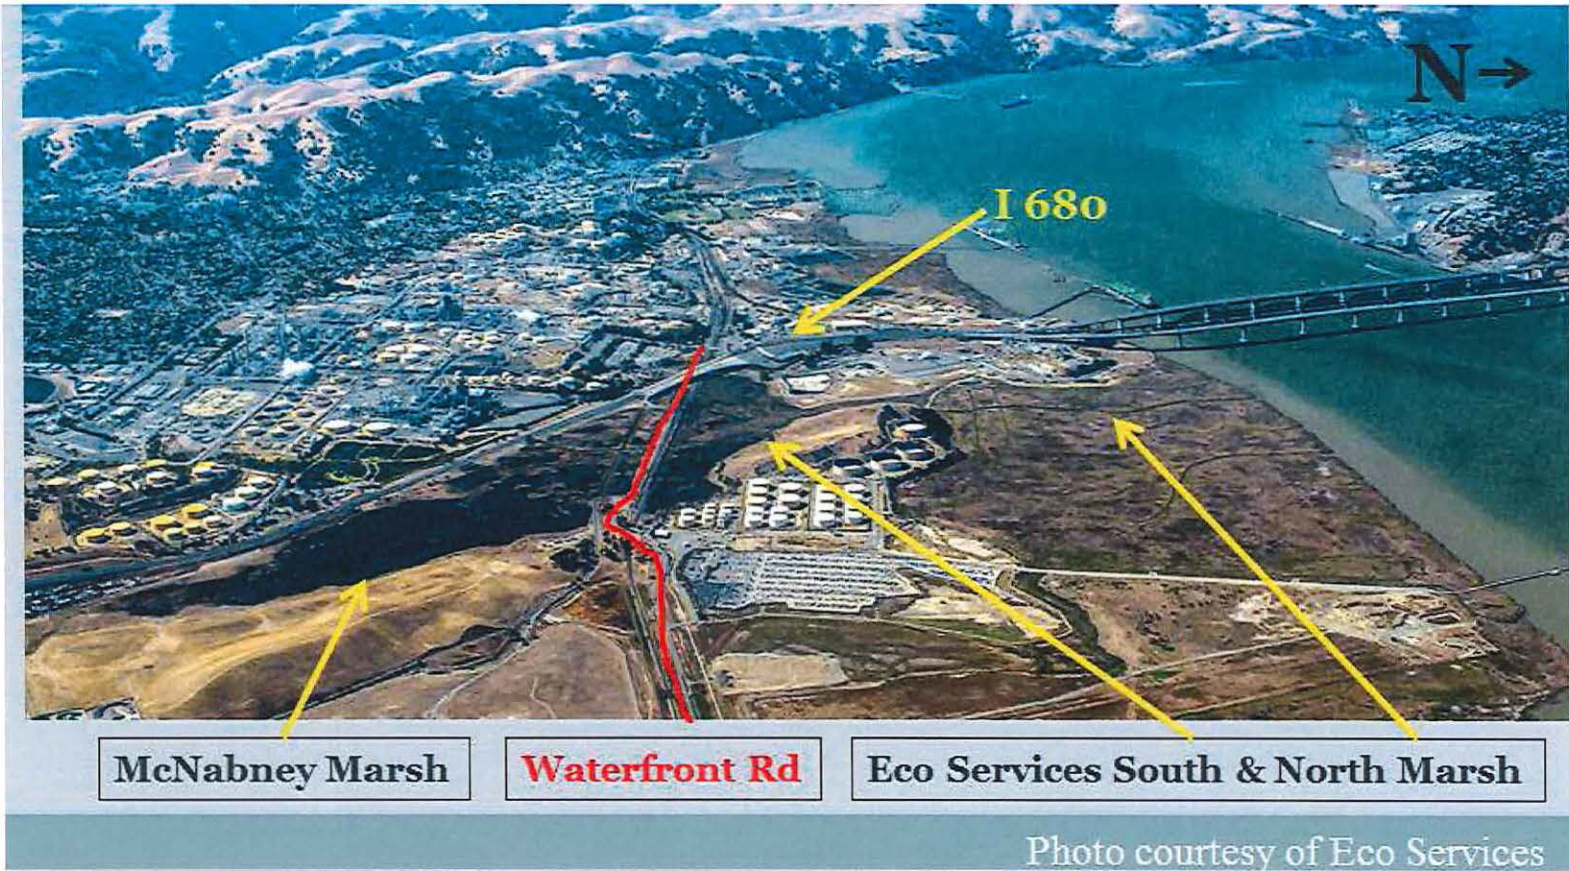 N→
I 680
McNabney Marsh
Waterfront Rd
Eco Services South & North Marsh
Photo courtesy of Eco Services